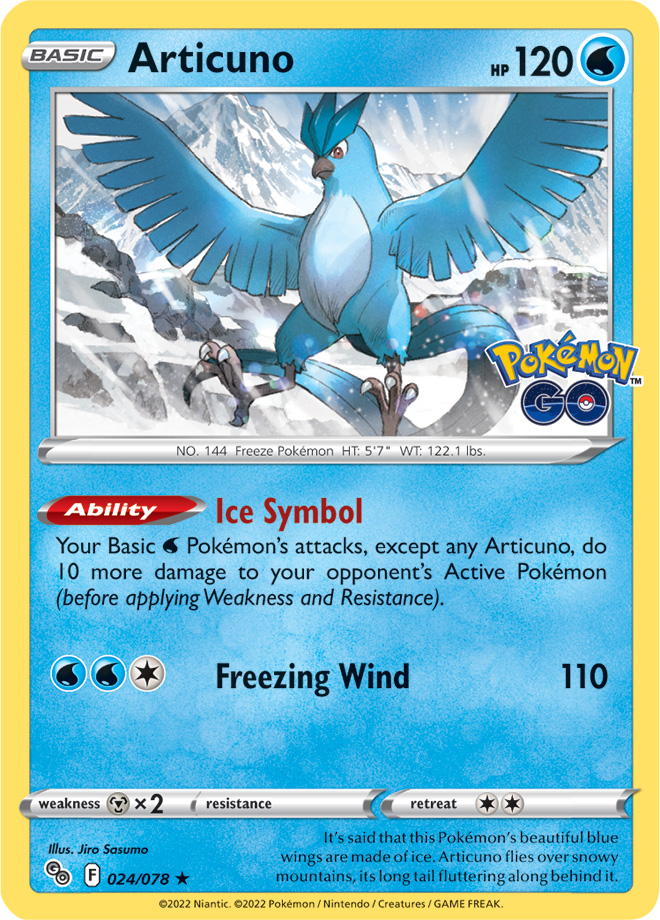 BASIC Articuno HP 120
Pokémon TM
GO
NO. 144 Freeze Pokémon HT: 5'7" WT: 122.1 lbs.
Ability Ice Symbol
Your Basic Pokémon's attacks, except any Articuno, do
10 more damage to your opponent's Active Pokémon
(before applying Weakness and Resistance).
Freezing Wind 110
weakness ×2 resistance retreat
Illus. Jiro Sasumo
It's said that this Pokémon's beautiful blue
wings are made of ice. Articuno flies over snowy
mountains, its long tail fluttering along behind it.
GO F 024/078 ★
©2022 Niantic. ©2022 Pokémon / Nintendo / Creatures / GAME FREAK.